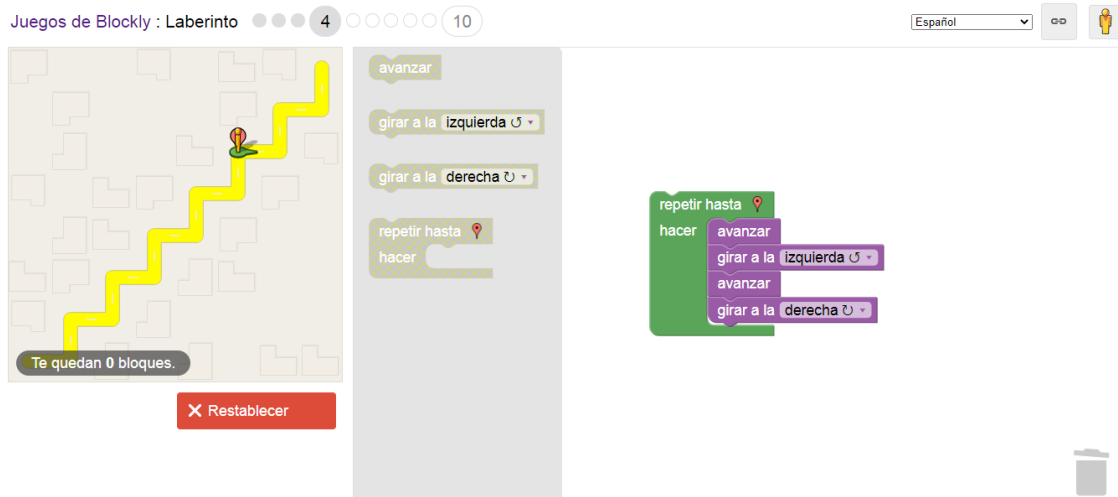 Juegos de Blockly : Laberinto 4 10 Español
avanzar
girar a la izquierda ↺
girar a la derecha ↻
repetir hasta
hacer
repetir hasta
hacer avanzar
girar a la izquierda ↺
avanzar
girar a la derecha ↻
Te quedan 0 bloques.
Restablecer